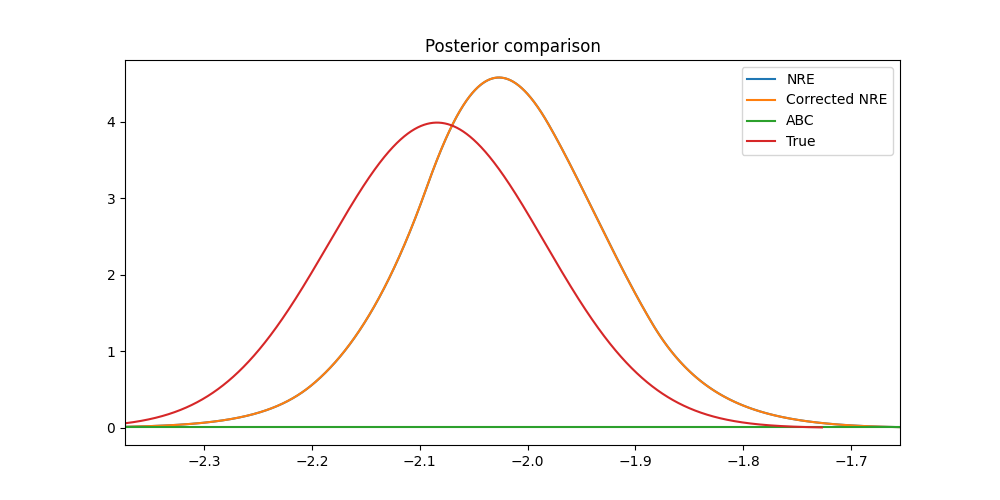 Posterior comparison
NRE
Corrected NRE
ABC
True
4
3
2
1
0
−2.3 −2.2 −2.1 −2.0 −1.9 −1.8 −1.7